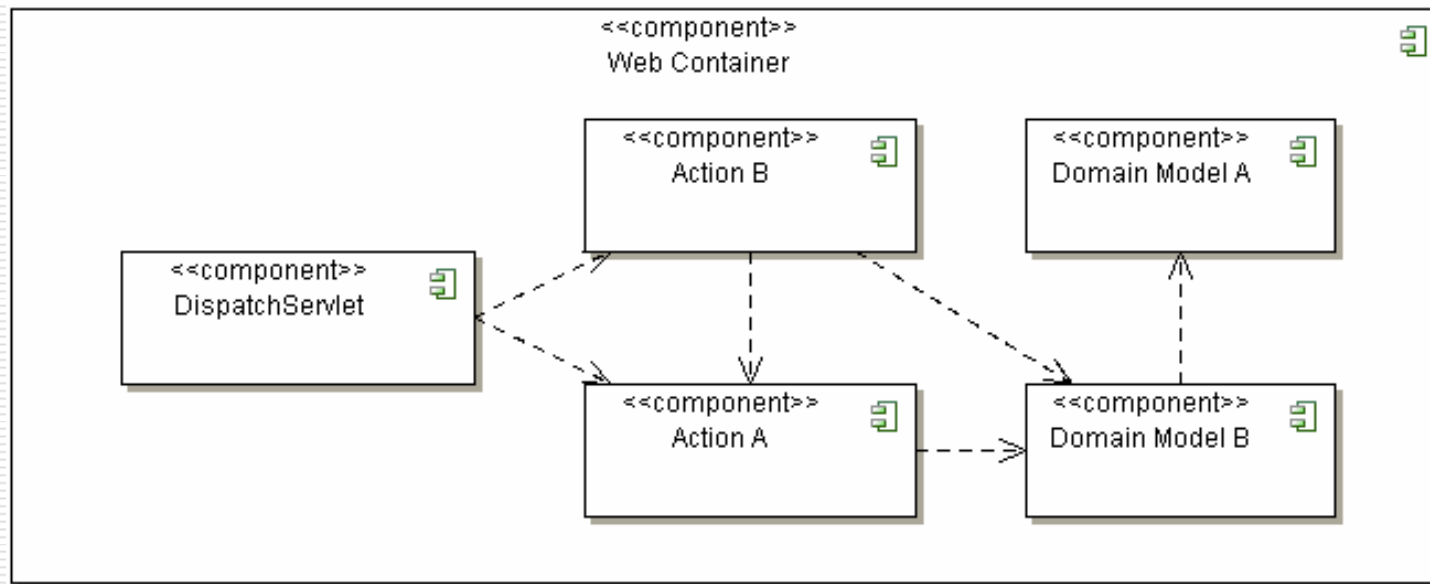 <<component>>
Web Container
<<component>>
Action B
<<component>>
Domain Model A
<<component>>
DispatchServlet
<<component>>
Action A
<<component>>
Domain Model B